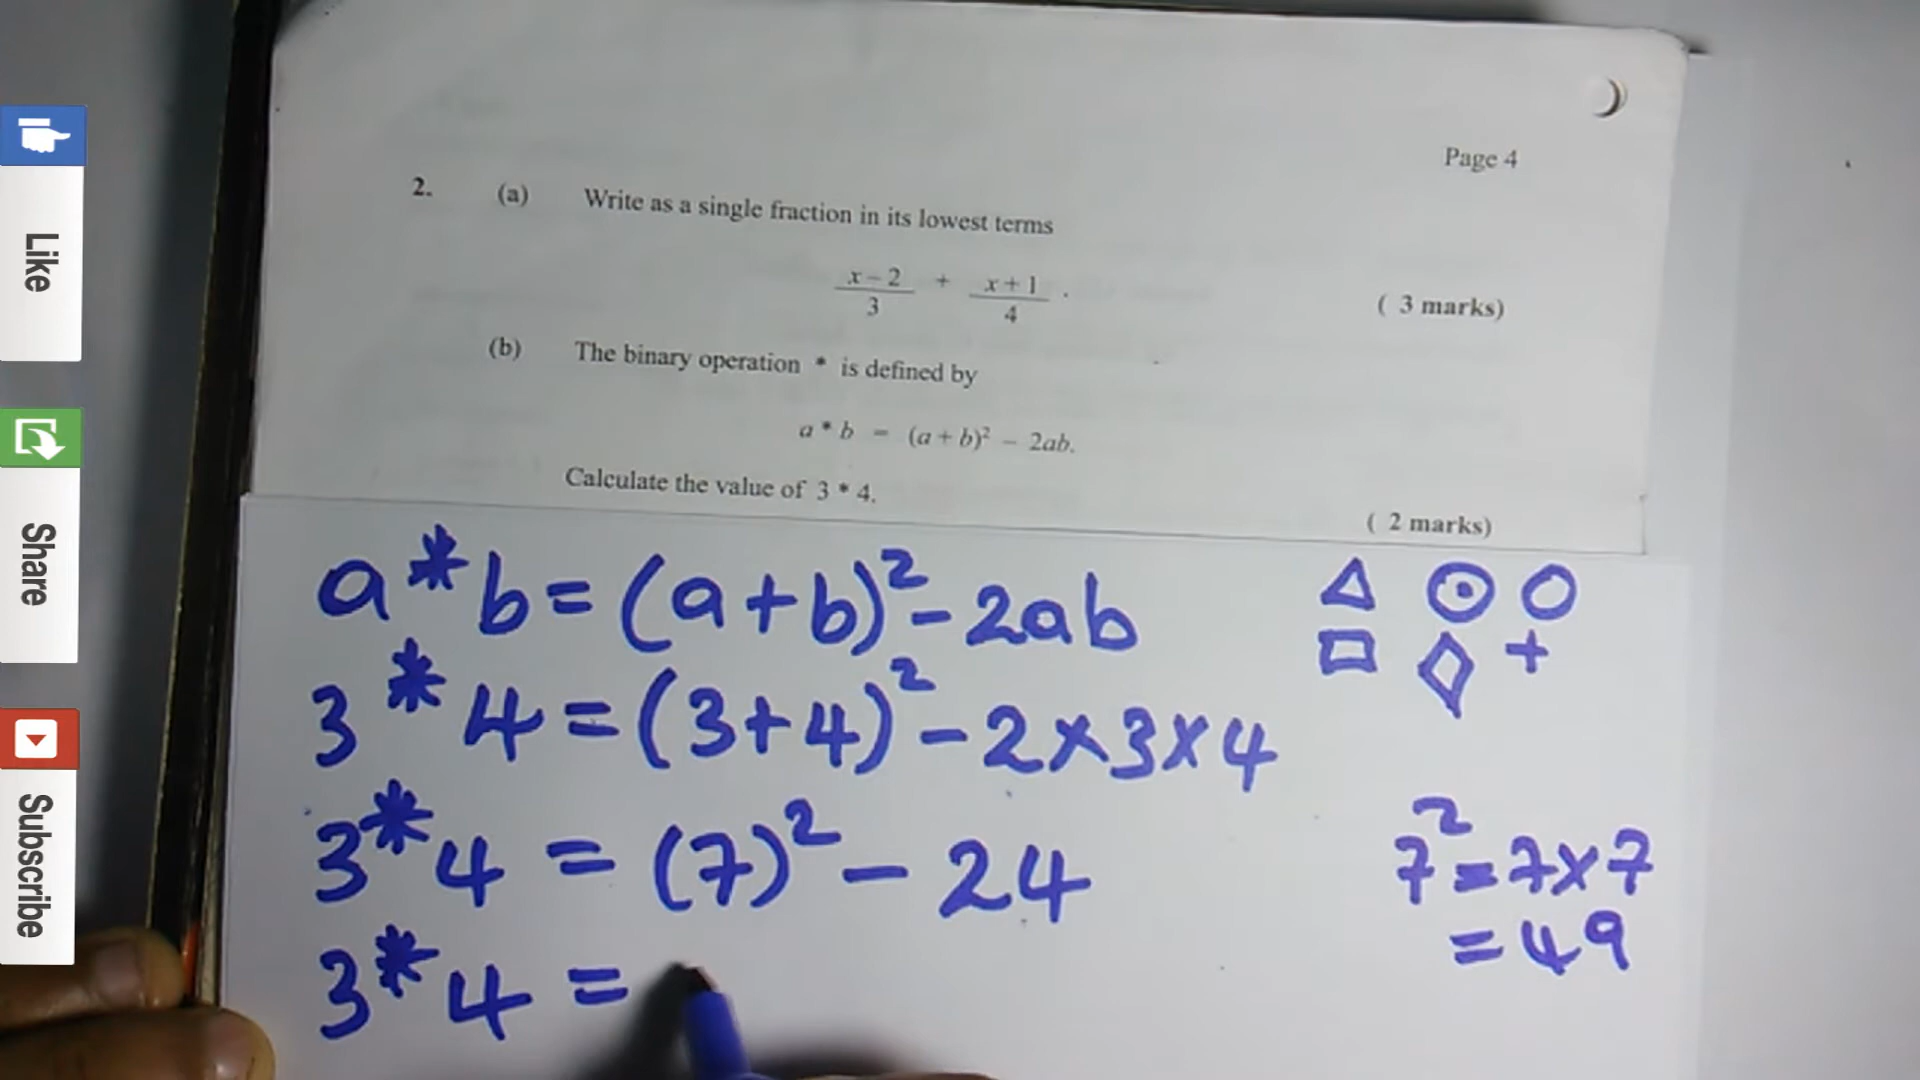 Page 4
2. (a) Write as a single fraction in its lowest terms
x – 2 / 3 + x + 1 / 4 .
( 3 marks)
(b) The binary operation * is defined by
a * b = (a + b)² – 2ab.
Calculate the value of 3 * 4.
( 2 marks)
a * b = (a + b)² - 2ab
3 * 4 = (3 + 4)² - 2 × 3 × 4
3 * 4 = (7)² - 24
3 * 4 =
7² = 7 × 7
= 49
Like
Share
Subscribe